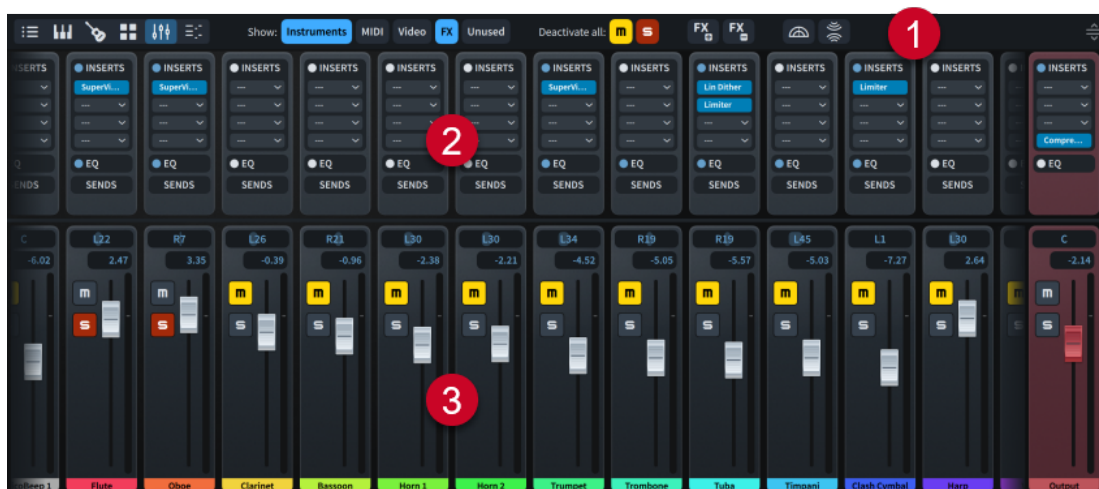 Show: Instruments MIDI Video FX Unused Deactivate all: m s FX FX
1
INSERTS INSERTS INSERTS INSERTS INSERTS INSERTS INSERTS INSERTS INSERTS INSERTS INSERTS INSERTS INSERTS
SuperVi... SuperVi... --- --- --- --- SuperVi... --- Lin Dither --- Limiter --- ---
--- --- --- --- --- --- --- --- Limiter --- --- --- ---
--- --- --- --- --- --- --- --- --- --- --- --- ---
--- --- --- --- --- --- --- --- --- --- --- Compre...
2
EQ EQ EQ EQ EQ EQ EQ EQ EQ EQ EQ EQ EQ
SENDS SENDS SENDS SENDS SENDS SENDS SENDS SENDS SENDS SENDS SENDS SENDS
C L22 R7 L26 R21 L30 L30 L34 R19 R19 L45 L1 L30 C
-6.02 2.47 3.35 -0.39 -0.96 -2.38 -2.21 -4.52 -5.05 -5.57 -5.03 -7.27 2.64 -2.14
m m m m m m m m m m m m m
s s s s s s s s s s s s s
3
Flute Oboe Clarinet Bassoon Horn 1 Horn 2 Trumpet Trombone Tuba Timpani Clash Cymbal Harp Output